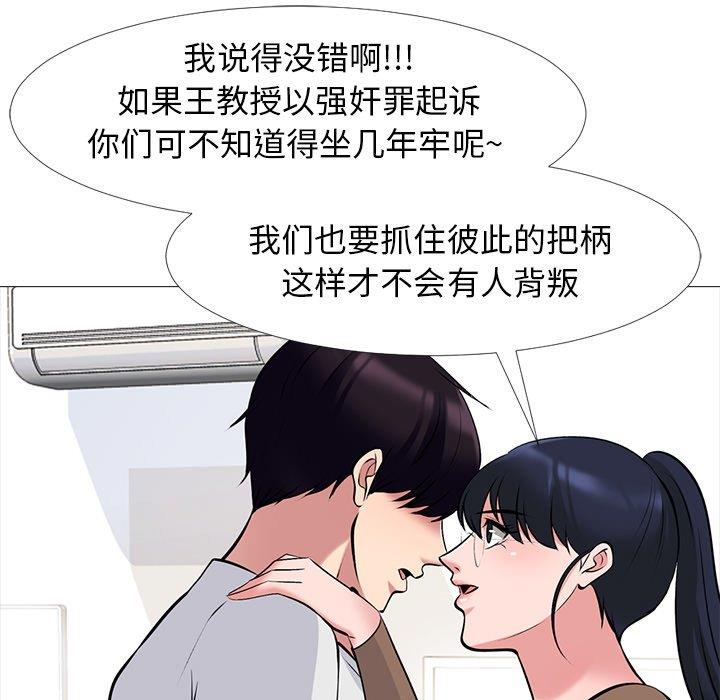 我说得没错啊!!!
如果王教授以强奸罪起诉
你们可不知道得坐几年牢呢~
我们也要抓住彼此的把柄
这样才不会有人背叛